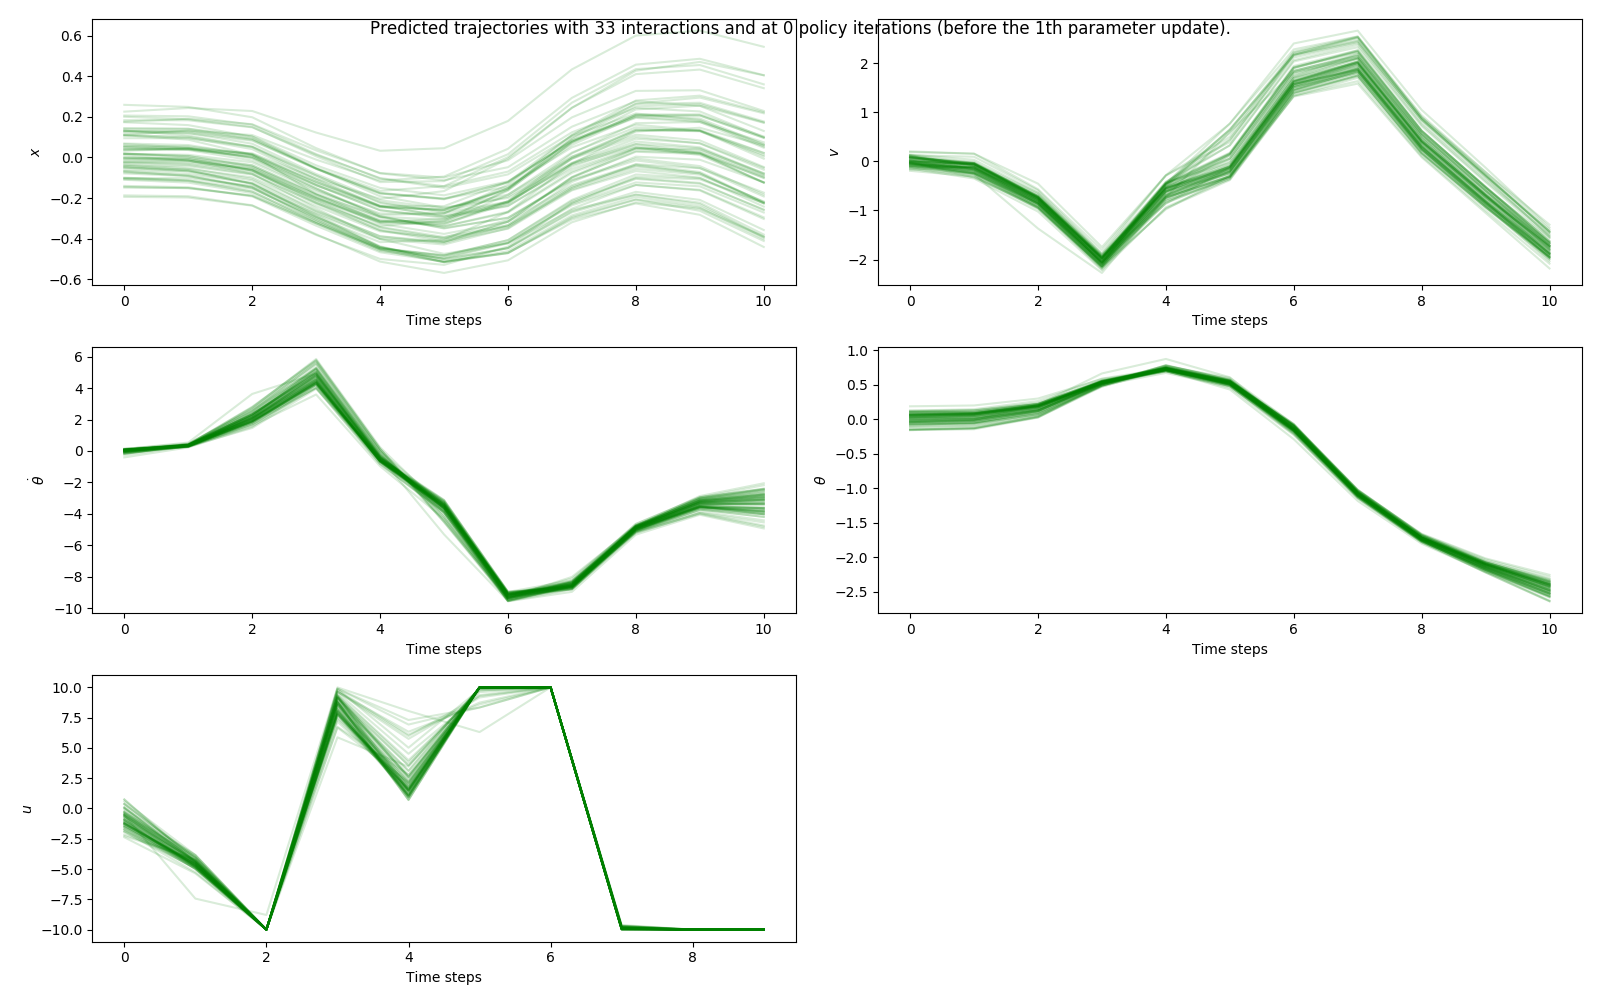 Predicted trajectories with 33 interactions and at 0 policy iterations (before the 1th parameter update).
0.6
0.4
0.2
0.0
−0.2
−0.4
−0.6
x
0 2 4 6 8 10
Time steps
2
1
0
−1
−2
v
0 2 4 6 8 10
Time steps
6
4
2
0
−2
−4
−6
−8
−10
θ̇
0 2 4 6 8 10
Time steps
1.0
0.5
0.0
−0.5
−1.0
−1.5
−2.0
−2.5
θ
0 2 4 6 8 10
Time steps
10.0
7.5
5.0
2.5
0.0
−2.5
−5.0
−7.5
−10.0
u
0 2 4 6 8
Time steps